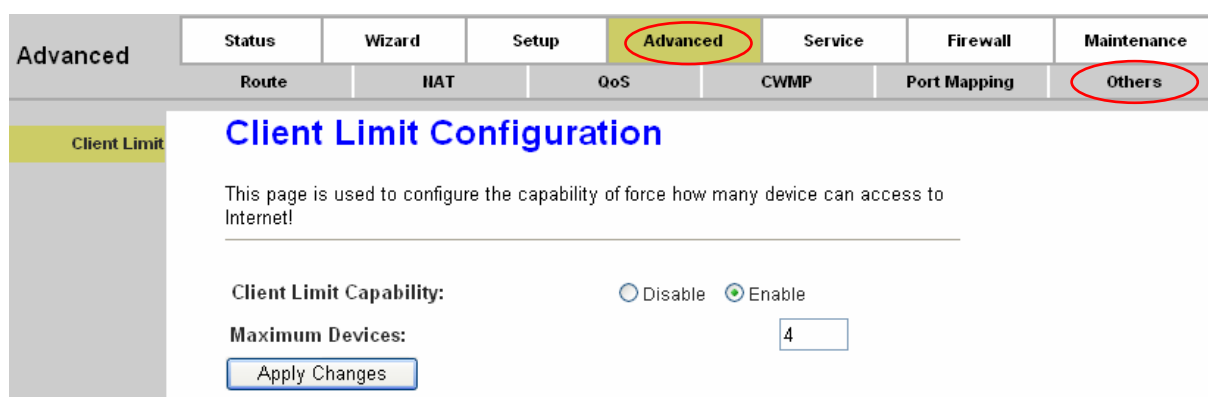 Advanced
Status Wizard Setup Advanced Service Firewall Maintenance
Route NAT QoS CWMP Port Mapping Others
Client Limit
Client Limit Configuration
This page is used to configure the capability of force how many device can access to
Internet!
Client Limit Capability: Disable Enable
Maximum Devices: 4
Apply Changes